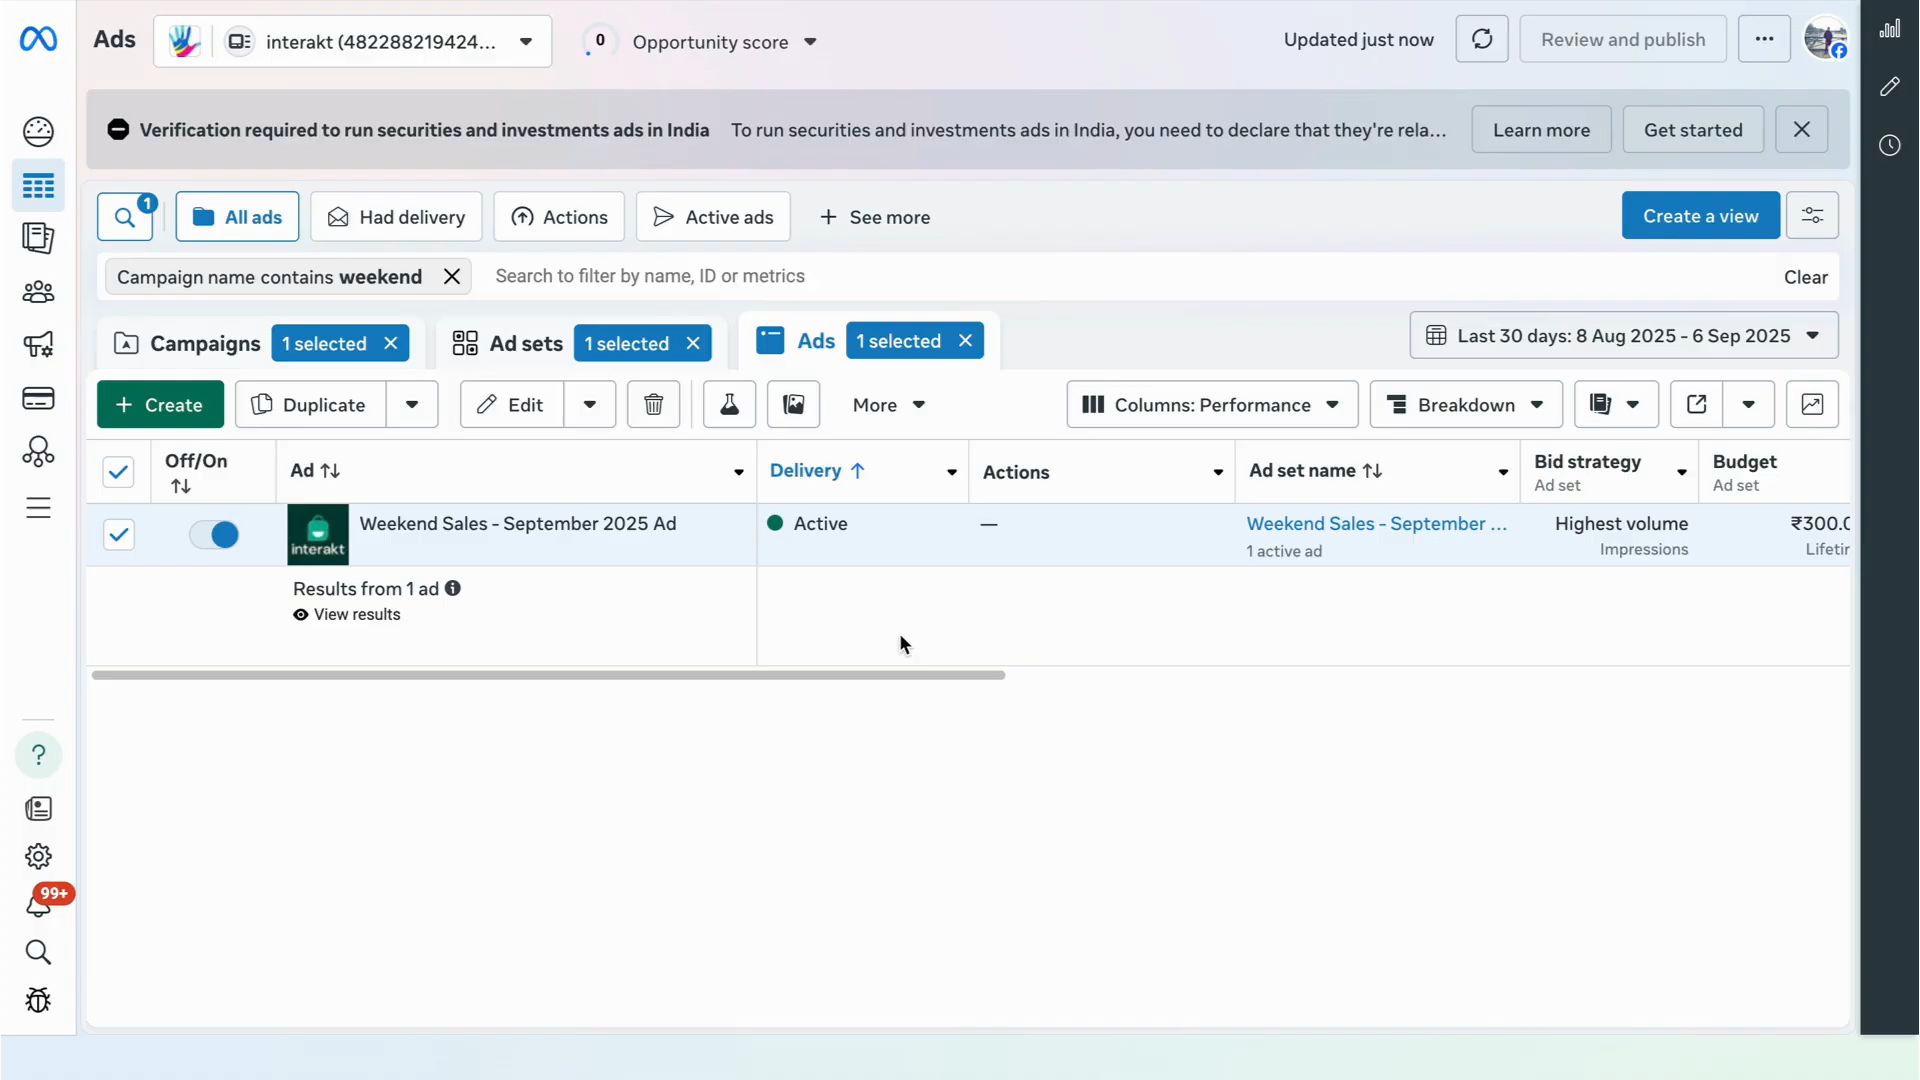 Ads
interakt (482288219424...
0
Opportunity score
Updated just now
Review and publish
Verification required to run securities and investments ads in India
To run securities and investments ads in India, you need to declare that they're rela...
Learn more
Get started
1
All ads
Had delivery
Actions
Active ads
+ See more
Create a view
Campaign name contains weekend
Search to filter by name, ID or metrics
Clear
Campaigns
1 selected
Ad sets
1 selected
Ads
1 selected
Last 30 days: 8 Aug 2025 - 6 Sep 2025
+ Create
Duplicate
Edit
More
Columns: Performance
Breakdown
Off/On
Ad
Delivery ↑
Actions
Ad set name
Bid strategy
Ad set
Budget
Ad set
interakt
Weekend Sales - September 2025 Ad
Active
—
Weekend Sales - September ...
1 active ad
Highest volume
Impressions
₹300.0
Lifetir
Results from 1 ad
View results
?
99+